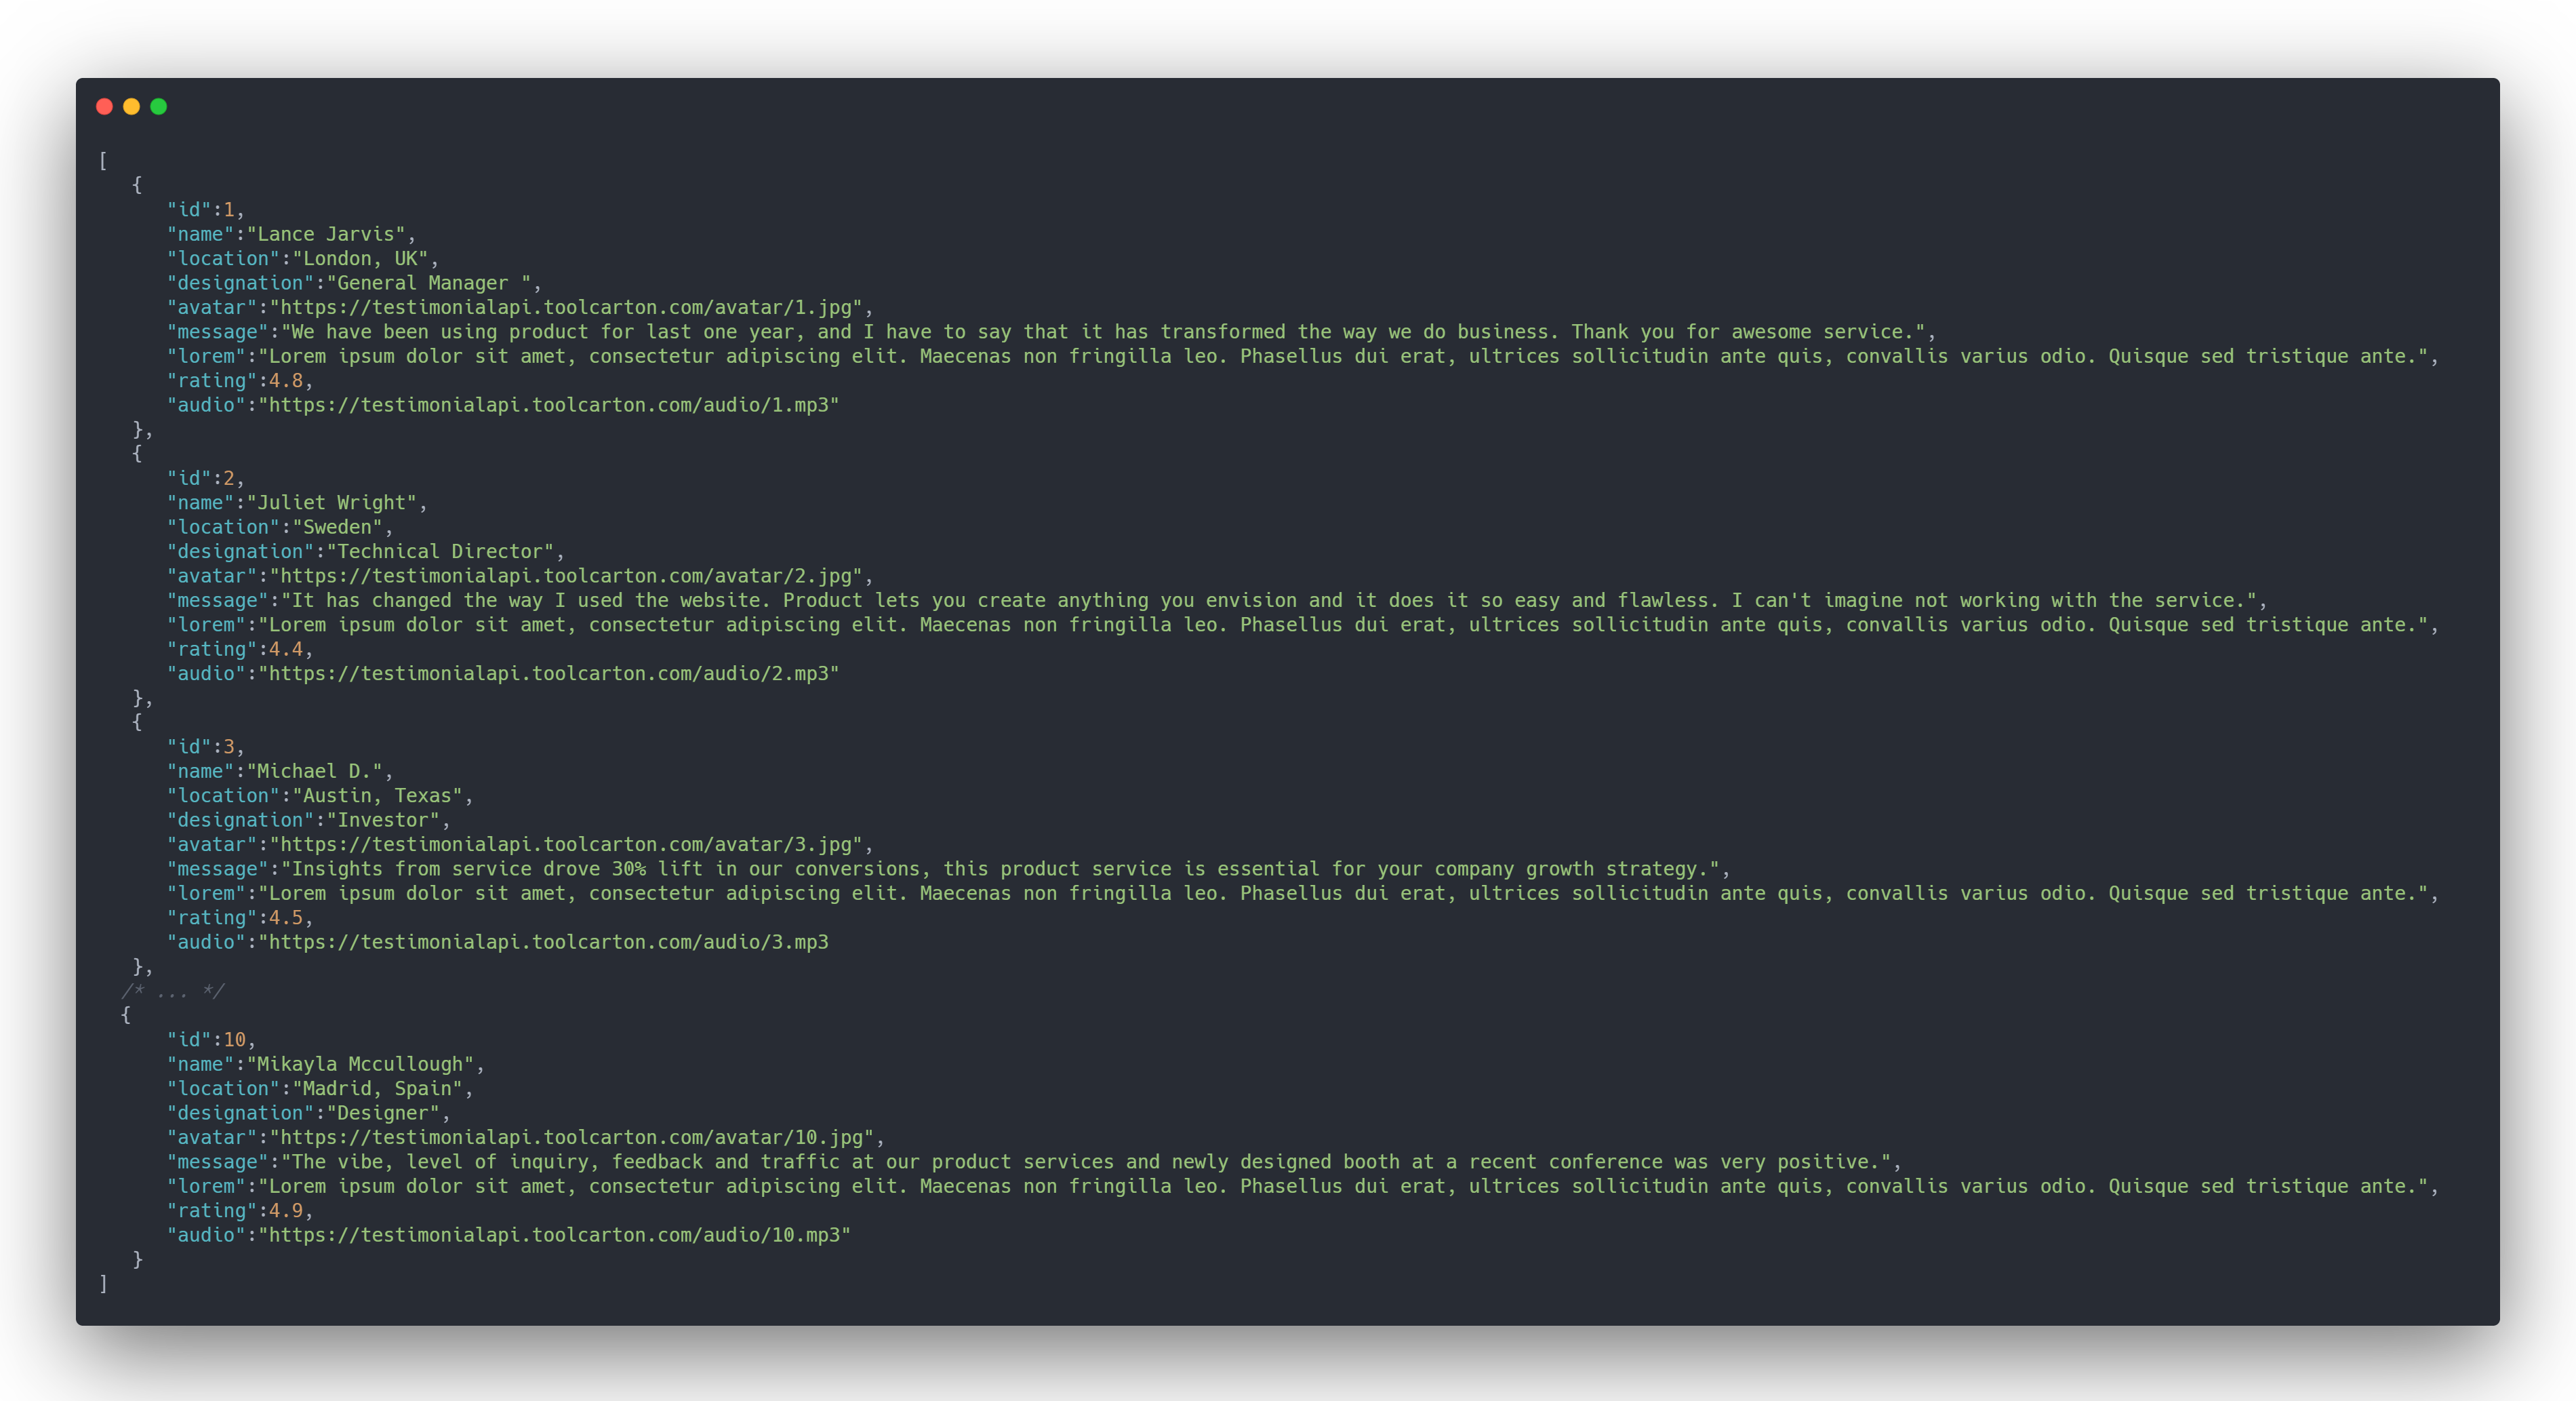 [
   {
      "id":1,
      "name":"Lance Jarvis",
      "location":"London, UK",
      "designation":"General Manager ",
      "avatar":"https://testimonialapi.toolcarton.com/avatar/1.jpg",
      "message":"We have been using product for last one year, and I have to say that it has transformed the way we do business. Thank you for awesome service.",
      "lorem":"Lorem ipsum dolor sit amet, consectetur adipiscing elit. Maecenas non fringilla leo. Phasellus dui erat, ultrices sollicitudin ante quis, convallis varius odio. Quisque sed tristique ante.",
      "rating":4.8,
      "audio":"https://testimonialapi.toolcarton.com/audio/1.mp3"
   },
   {
      "id":2,
      "name":"Juliet Wright",
      "location":"Sweden",
      "designation":"Technical Director",
      "avatar":"https://testimonialapi.toolcarton.com/avatar/2.jpg",
      "message":"It has changed the way I used the website. Product lets you create anything you envision and it does it so easy and flawless. I can't imagine not working with the service.",
      "lorem":"Lorem ipsum dolor sit amet, consectetur adipiscing elit. Maecenas non fringilla leo. Phasellus dui erat, ultrices sollicitudin ante quis, convallis varius odio. Quisque sed tristique ante.",
      "rating":4.4,
      "audio":"https://testimonialapi.toolcarton.com/audio/2.mp3"
   },
   {
      "id":3,
      "name":"Michael D.",
      "location":"Austin, Texas",
      "designation":"Investor",
      "avatar":"https://testimonialapi.toolcarton.com/avatar/3.jpg",
      "message":"Insights from service drove 30% lift in our conversions, this product service is essential for your company growth strategy.",
      "lorem":"Lorem ipsum dolor sit amet, consectetur adipiscing elit. Maecenas non fringilla leo. Phasellus dui erat, ultrices sollicitudin ante quis, convallis varius odio. Quisque sed tristique ante.",
      "rating":4.5,
      "audio":"https://testimonialapi.toolcarton.com/audio/3.mp3
   },
  /* ... */
  {
      "id":10,
      "name":"Mikayla Mccullough",
      "location":"Madrid, Spain",
      "designation":"Designer",
      "avatar":"https://testimonialapi.toolcarton.com/avatar/10.jpg",
      "message":"The vibe, level of inquiry, feedback and traffic at our product services and newly designed booth at a recent conference was very positive.",
      "lorem":"Lorem ipsum dolor sit amet, consectetur adipiscing elit. Maecenas non fringilla leo. Phasellus dui erat, ultrices sollicitudin ante quis, convallis varius odio. Quisque sed tristique ante.",
      "rating":4.9,
      "audio":"https://testimonialapi.toolcarton.com/audio/10.mp3"
   }
]